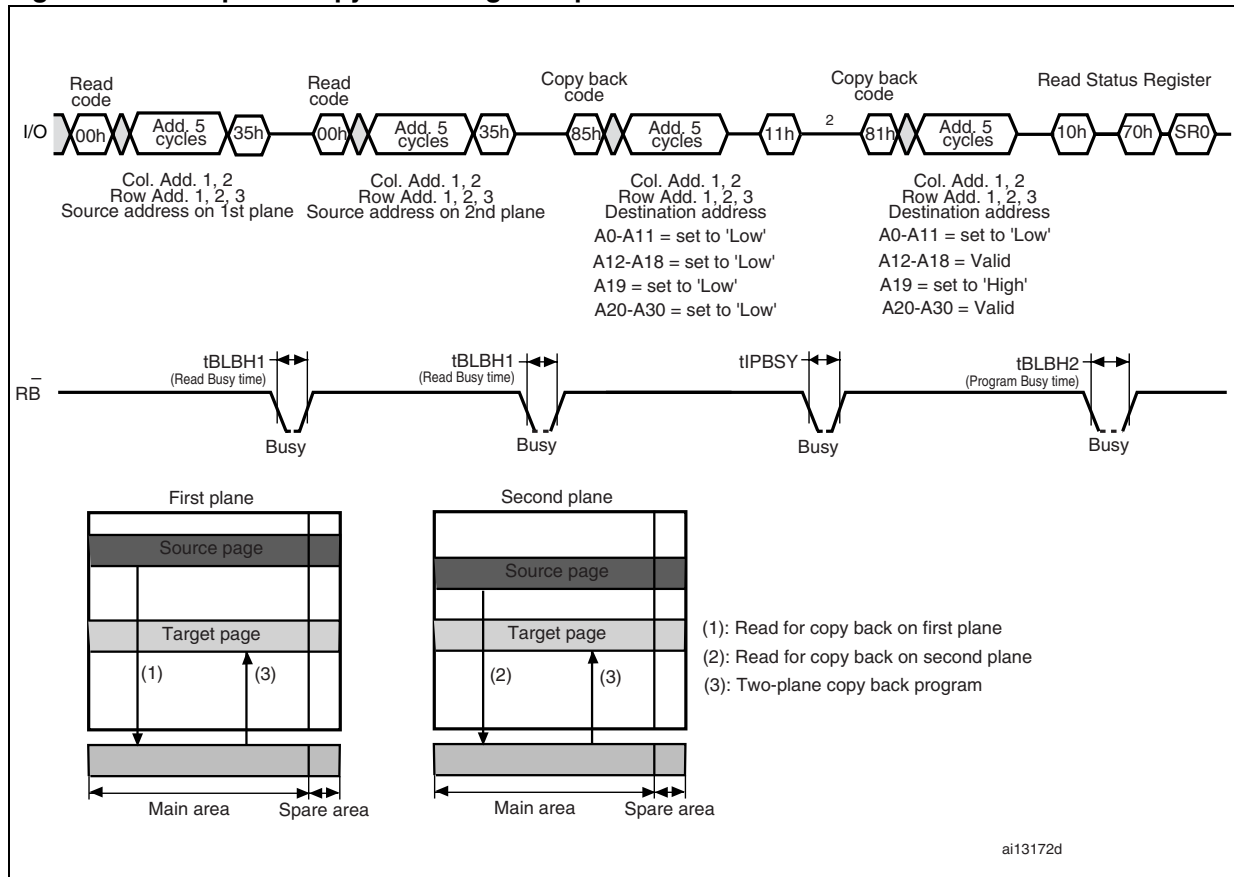 Read
code
Read
code
Copy back
code
Copy back
code
Read Status Register
I/O
00h
Add. 5
cycles
35h
00h
Add. 5
cycles
35h
85h
Add. 5
cycles
11h
2
81h
Add. 5
cycles
10h
70h
SR0
Col. Add. 1, 2
Row Add. 1, 2, 3
Source address on 1st plane
Col. Add. 1, 2
Row Add. 1, 2, 3
Source address on 2nd plane
Col. Add. 1, 2
Row Add. 1, 2, 3
Destination address
A0-A11 = set to 'Low'
A12-A18 = set to 'Low'
A19 = set to 'Low'
A20-A30 = set to 'Low'
Col. Add. 1, 2
Row Add. 1, 2, 3
Destination address
A0-A11 = set to 'Low'
A12-A18 = Valid
A19 = set to 'High'
A20-A30 = Valid
tBLBH1
(Read Busy time)
tBLBH1
(Read Busy time)
tIPBSY
tBLBH2
(Program Busy time)
RB
Busy
Busy
Busy
Busy
First plane
Source page
Target page
(1)
(3)
Main area
Spare area
Second plane
Source page
Target page
(2)
(3)
Main area
Spare area
(1): Read for copy back on first plane
(2): Read for copy back on second plane
(3): Two-plane copy back program
ai13172d